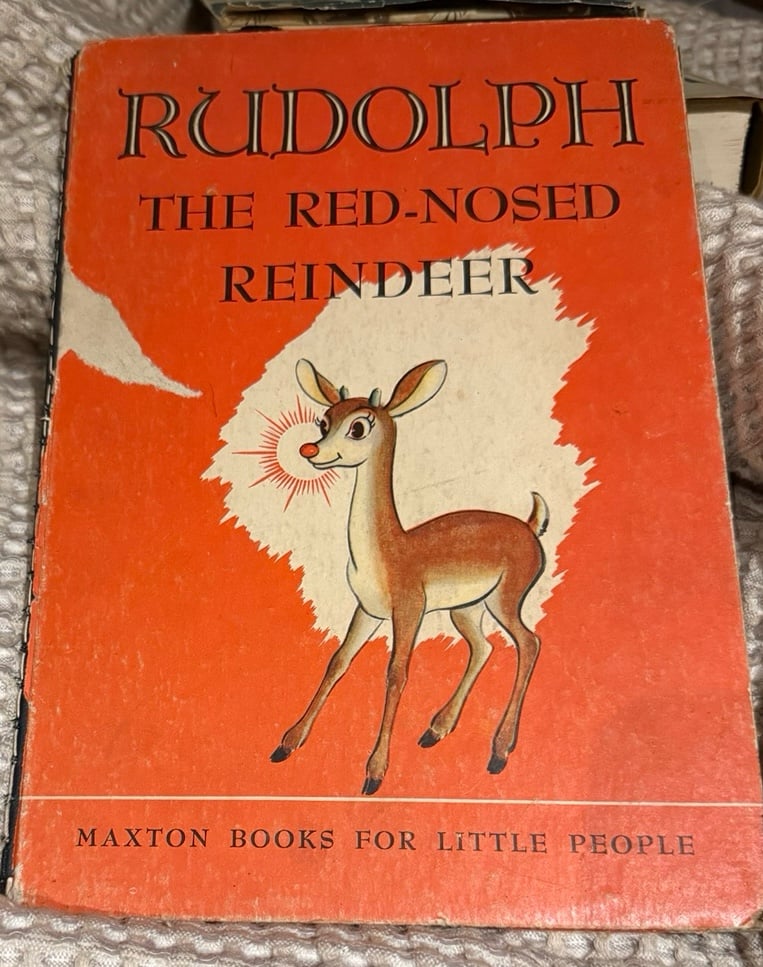 RUDOLPH
THE RED-NOSED
REINDEER
MAXTON BOOKS FOR LITTLE PEOPLE